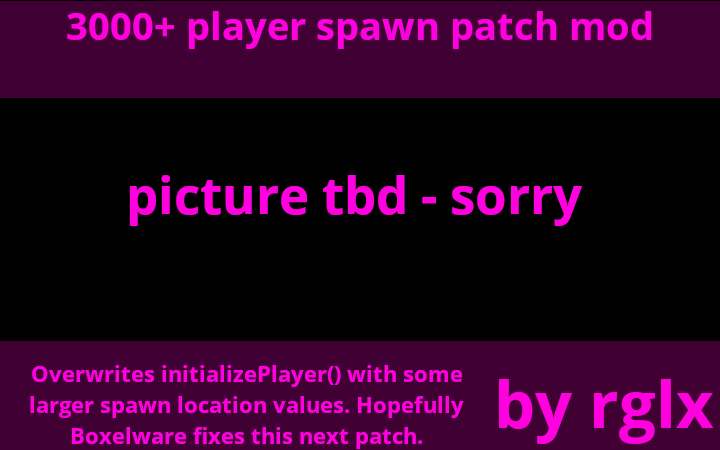 3000+ player spawn patch mod
picture tbd - sorry
Overwrites initializePlayer() with some
larger spawn location values. Hopefully
Boxelware fixes this next patch.
by rglx